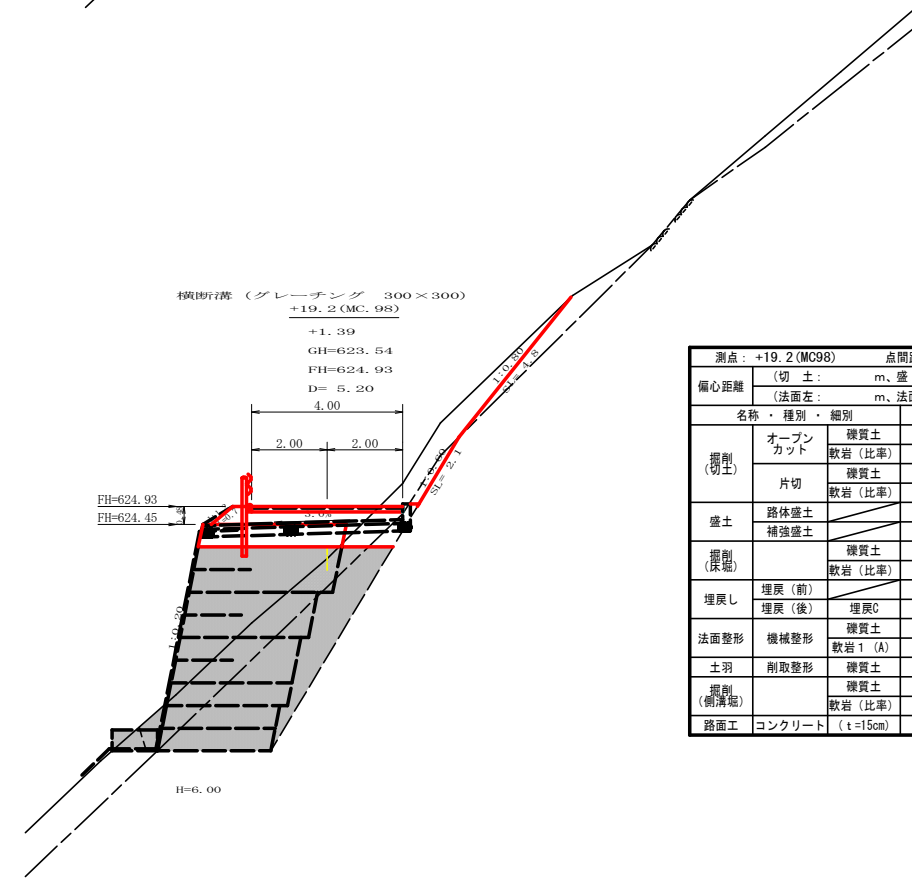 横断溝 (グレーチング 300×300)
+19.2(MC.98)
+1.39
GH=623.54
FH=624.93
D= 5.20
4.00
2.00 2.00
FH=624.93
FH=624.45
0.48
3.0%
1:0.80
SL= 4.8
1:0.60
SL= 2.1
1:0.20
H=6.00
測点: +19.2(MC98) 点間
偏心距離 (切 土: m、盛
(法面左: m、法面
名称 ・ 種別 ・ 細別
掘削(切土) オープンカット 礫質土
軟岩 (比率)
片切 礫質土
軟岩 (比率)
盛土 路体盛土
補強盛土
掘削(床堀) 礫質土
軟岩 (比率)
埋戻し 埋戻 (前)
埋戻 (後) 埋戻C
法面整形 機械整形 礫質土
軟岩1 (A)
土羽 削取整形 礫質土
掘削(側溝堀) 礫質土
軟岩 (比率)
路面工 コンクリート (t=15cm)